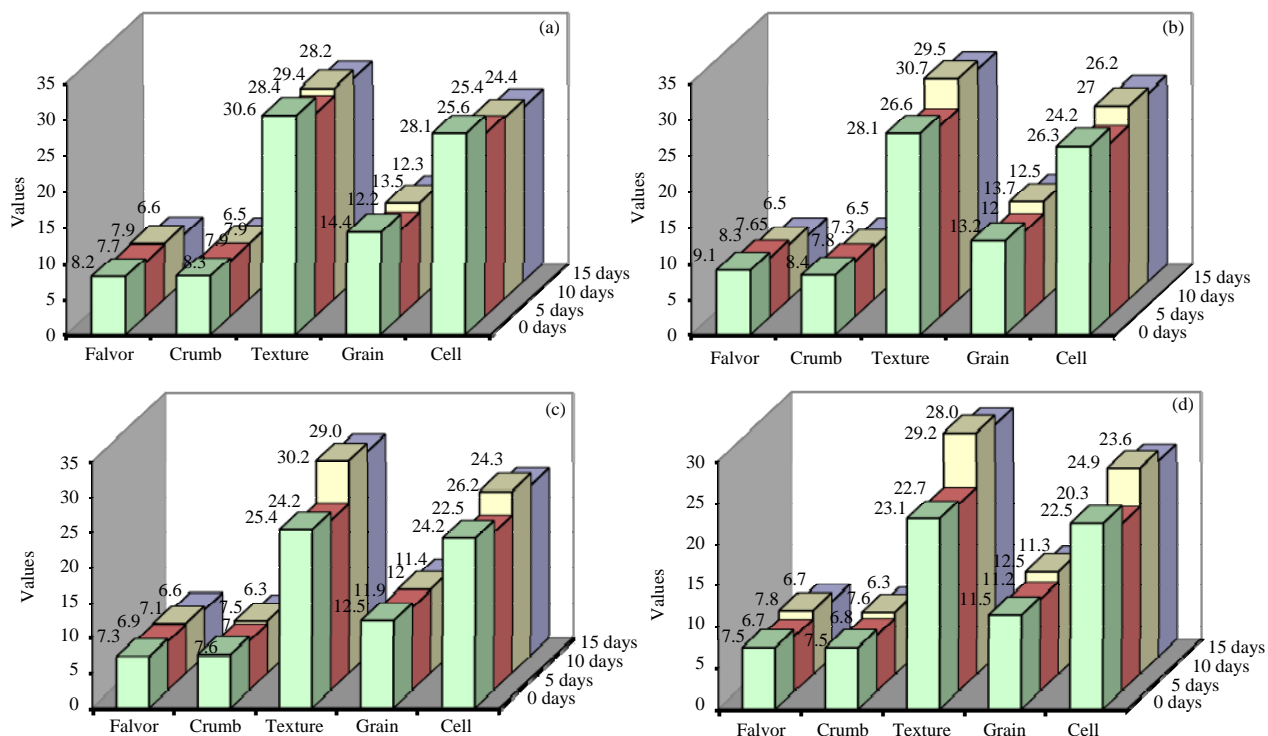 (a)
Values
35
30
25
20
15
10
5
0
8.2 7.7 7.9 6.6
8.3 7.9 7.9 6.5
30.6 28.4 29.4 28.2
14.4 12.2 13.5 12.3
28.1 25.6 25.4 24.4
15 days
10 days
5 days
0 days
Falvor Crumb Texture Grain Cell
(b)
Values
35
30
25
20
15
10
5
0
9.1 8.3 7.65 6.5
8.4 7.8 7.3 6.5
28.1 26.6 30.7 29.5
13.2 12 13.7 12.5
26.3 24.2 27 26.2
15 days
10 days
5 days
0 days
Falvor Crumb Texture Grain Cell
(c)
Values
35
30
25
20
15
10
5
0
7.3 6.9 7.1 6.6
7.6 7.5 6.3
25.4 24.2 30.2 29.0
12.5 11.9 12 11.4
24.2 22.5 26.2 24.3
15 days
10 days
5 days
0 days
Falvor Crumb Texture Grain Cell
(d)
Values
30
25
20
15
10
5
0
7.5 6.7 7.8 6.7
7.5 6.8 7.6 6.3
23.1 22.7 29.2 28.0
11.5 11.2 12.5 11.3
22.5 20.3 24.9 23.6
15 days
10 days
5 days
0 days
Falvor Crumb Texture Grain Cell